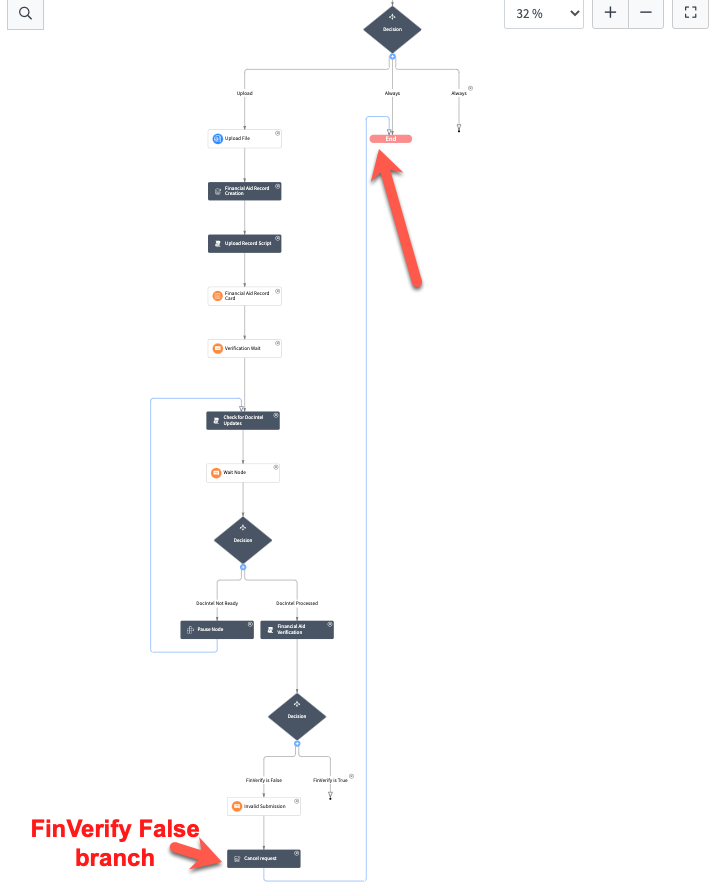 32 %
Decision
Upload
Always
Always
Upload File
End
Financial Aid Record
Creation
Upload Record Script
Financial Aid Record
Card
Verification Wait
Check for DocIntel
Updates
Wait Node
Decision
DocIntel Not Ready
DocIntel Processed
Pause Node
Financial Aid
Verification
Decision
FinVerify is False
FinVerify is True
Invalid Submission
FinVerify False
branch
Cancel request